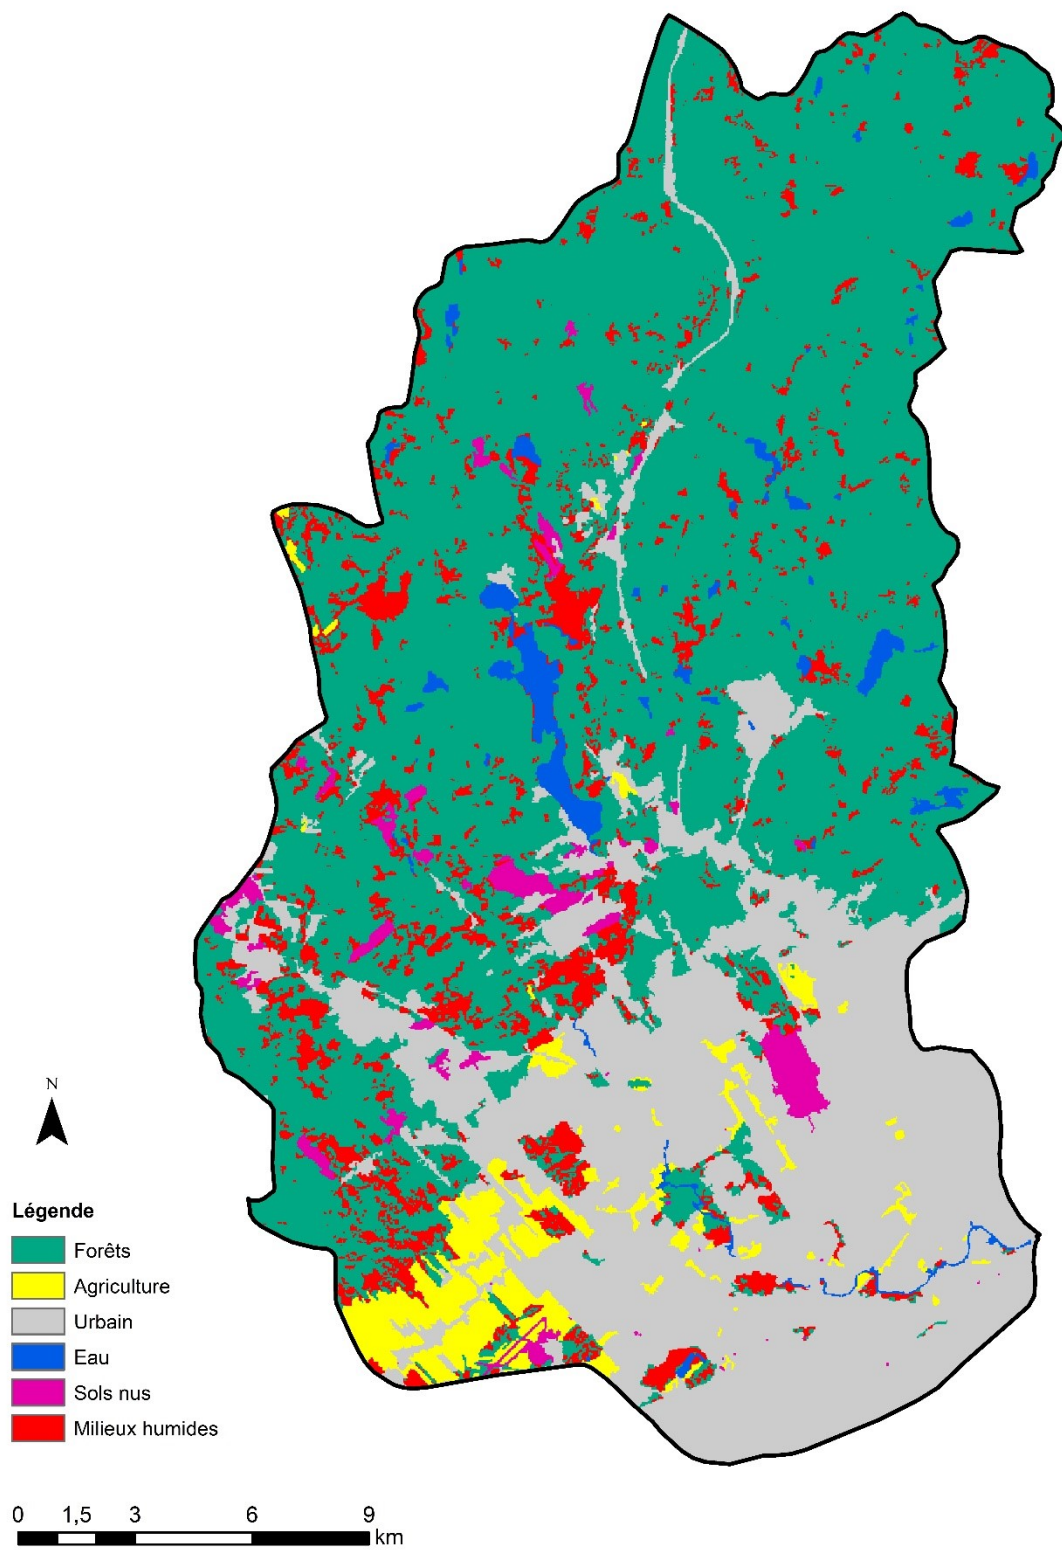 N
Légende
Forêts
Agriculture
Urbain
Eau
Sols nus
Milieux humides
0 1,5 3 6 9
km